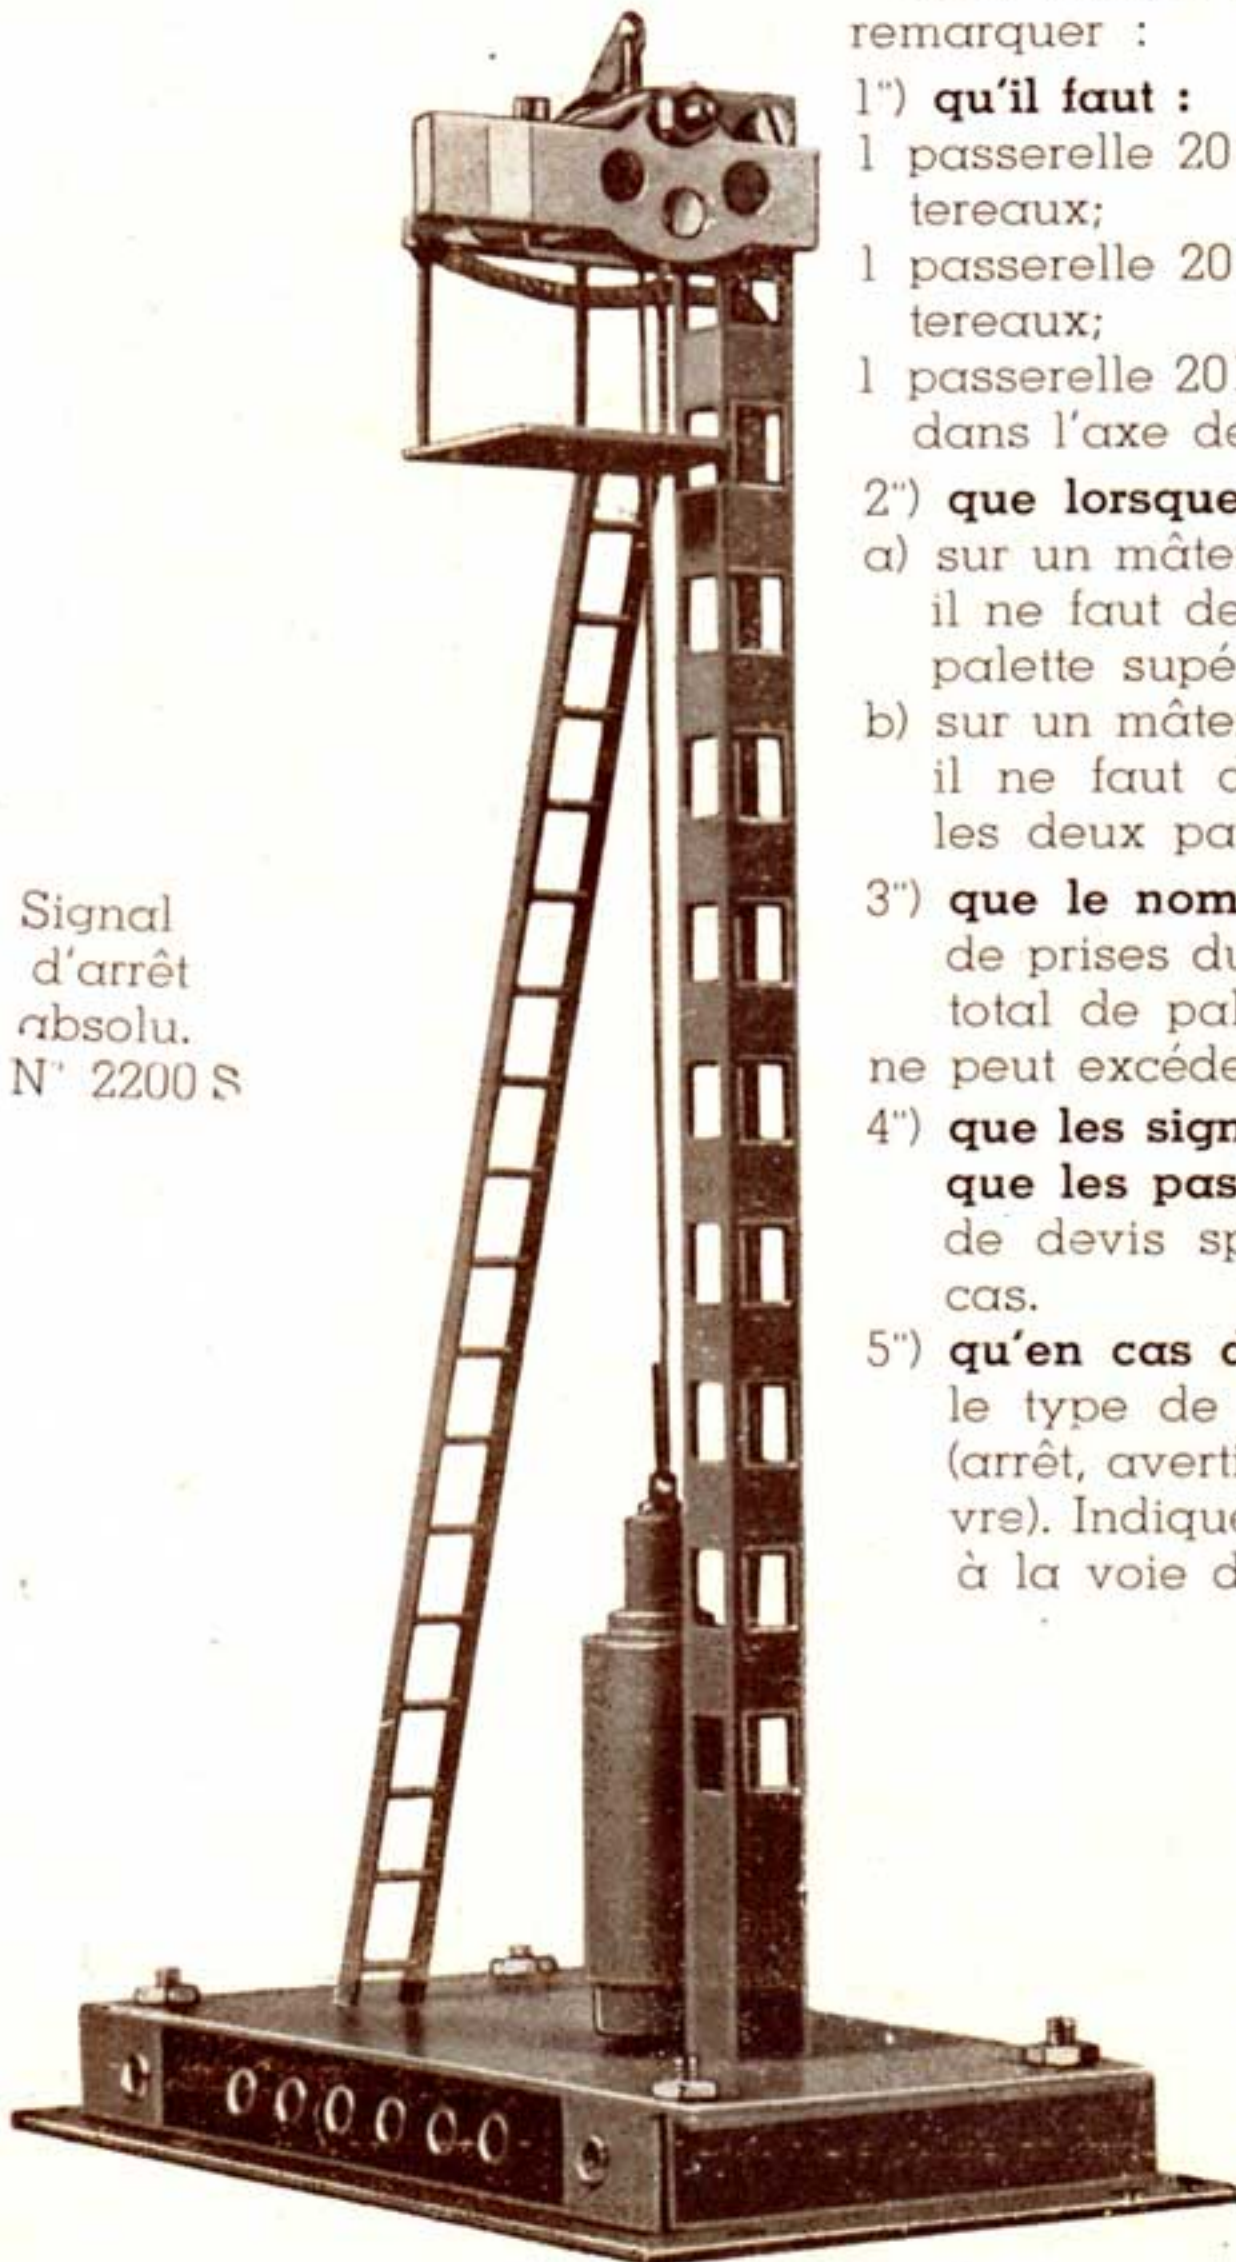 remarquer :
1°) qu'il faut :
1 passerelle 20
tereaux;
1 passerelle 20
tereaux;
1 passerelle 201
dans l'axe de
2°) que lorsque
a) sur un mâte
il ne faut de
palette supé
b) sur un mâte
il ne faut
les deux pa
3°) que le nom
de prises du
total de pal
ne peut excéde
4°) que les sign
que les pas
de devis sp
cas.
5°) qu'en cas
le type de
(arrêt, averti
vre). Indique
à la voie d
Signal
d'arrêt
absolu.
N° 2200 S